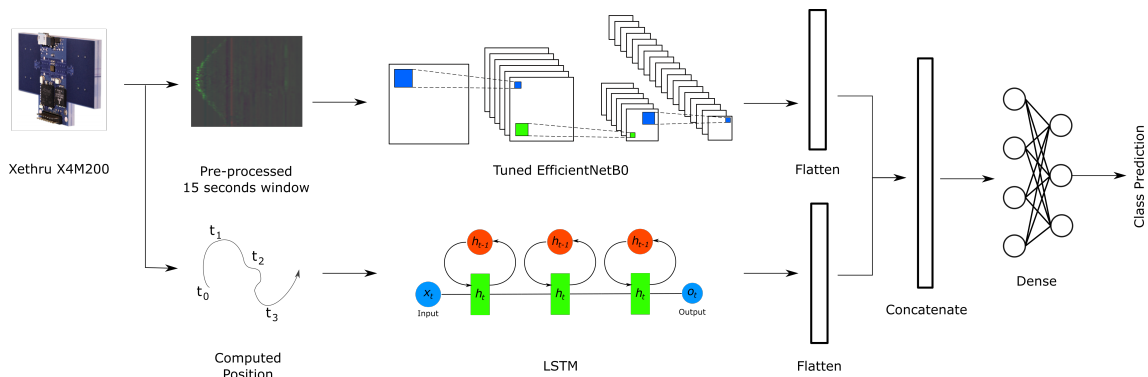 Xethru X4M200
Pre-processed
15 seconds window
Tuned EfficientNetB0
Flatten
Class Prediction
t0
t1
t2
t3
Computed
Position
xt
Input
ht-1
ht
ht-1
ht
ht-1
ht
ot
Output
LSTM
Flatten
Concatenate
Dense